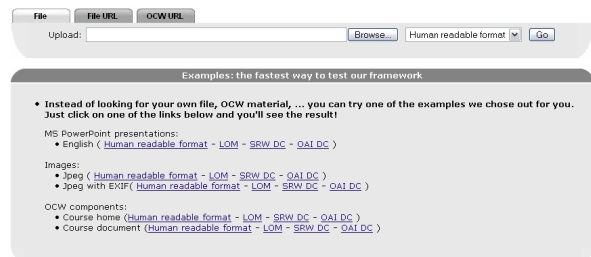 File File URL OCW URL
Upload: Browse... Human readable format Go
Examples: the fastest way to test our framework
• Instead of looking for your own file, OCW material, ... you can try one of the examples we chose out for you.
Just click on one of the links below and you'll see the result!
MS PowerPoint presentations:
• English ( Human readable format - LOM - SRW DC - OAI DC )
Images:
• Jpeg ( Human readable format - LOM - SRW DC - OAI DC )
• Jpeg with EXIF( Human readable format - LOM - SRW DC - OAI DC )
OCW components:
• Course home (Human readable format - LOM - SRW DC - OAI DC )
• Course document (Human readable format - LOM - SRW DC - OAI DC )